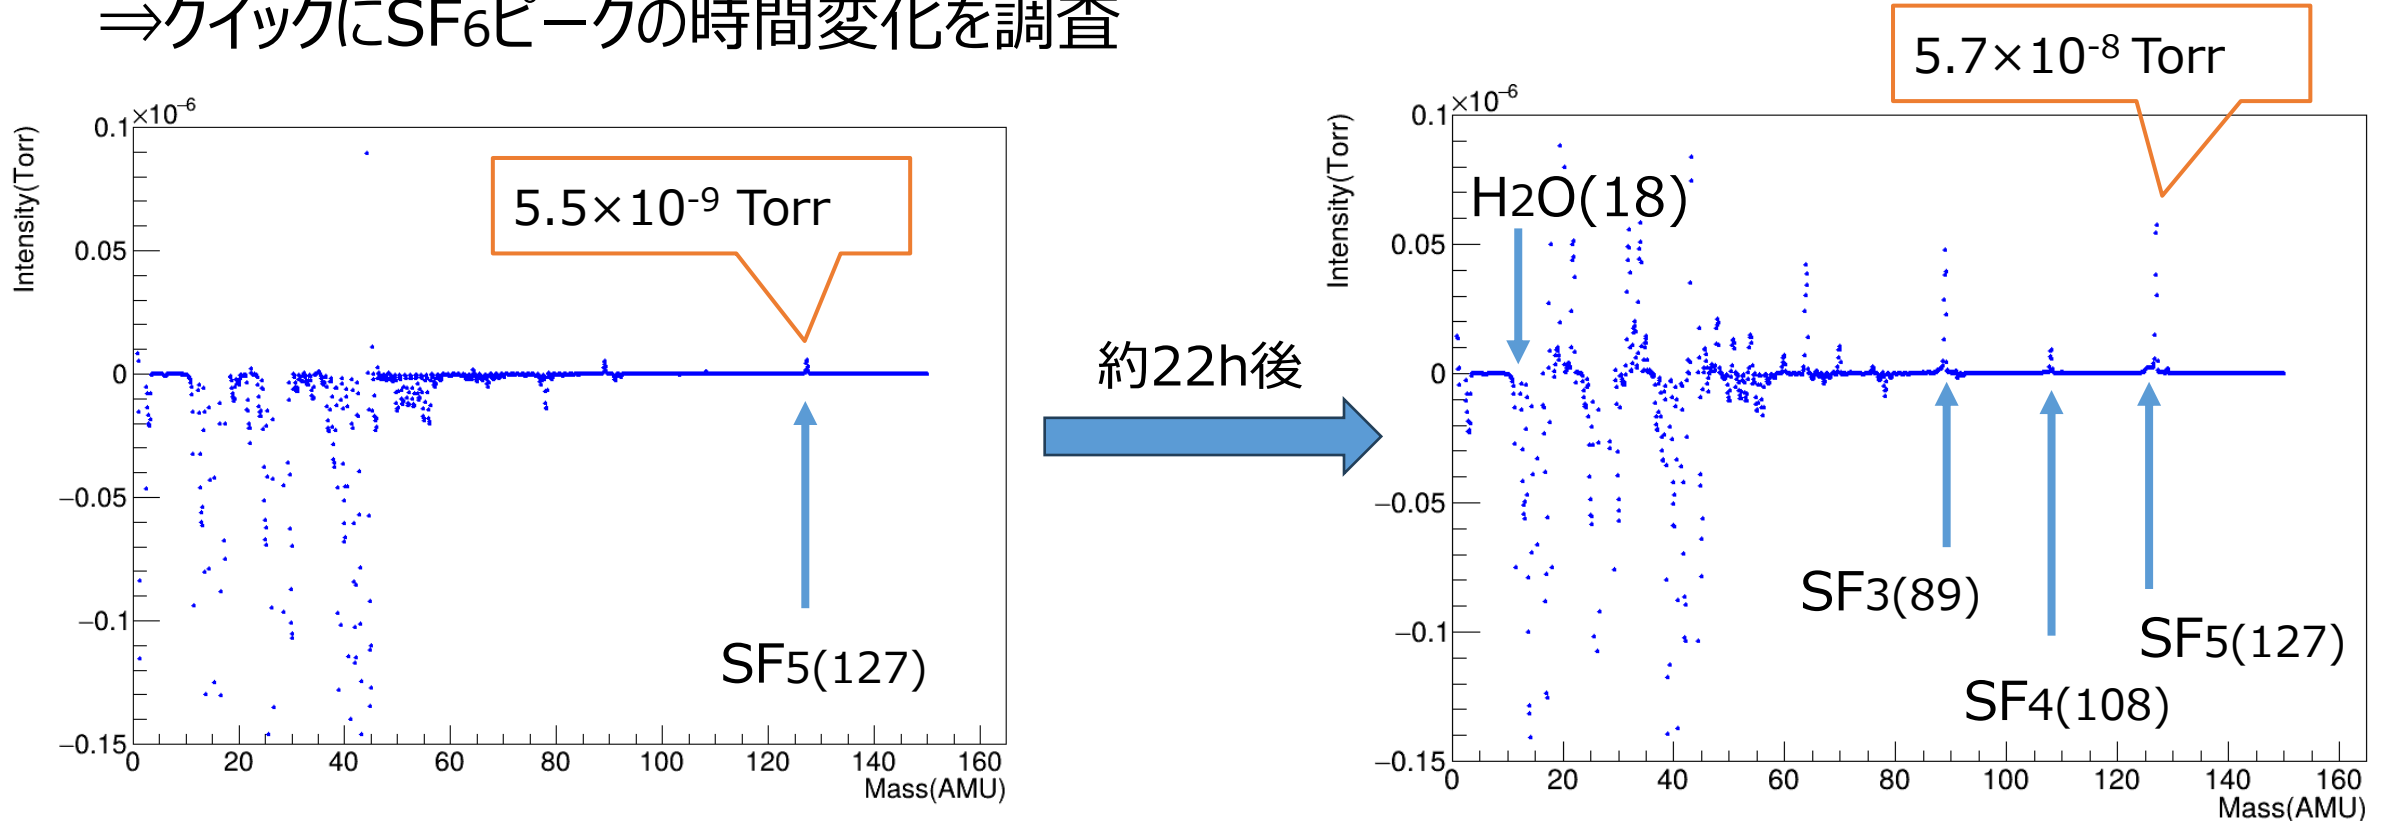 ⇒クイックにSF6ピークの時間変化を調査
5.7×10-8 Torr
×10−6
0.1
0.05
0
−0.05
−0.1
−0.15
Intensity(Torr)
5.5×10-9 Torr
SF5(127)
0 20 40 60 80 100 120 140 160
Mass(AMU)
約22h後
×10−6
0.1
0.05
0
−0.05
−0.1
−0.15
Intensity(Torr)
H2O(18)
SF3(89)
SF5(127)
SF4(108)
0 20 40 60 80 100 120 140 160
Mass(AMU)